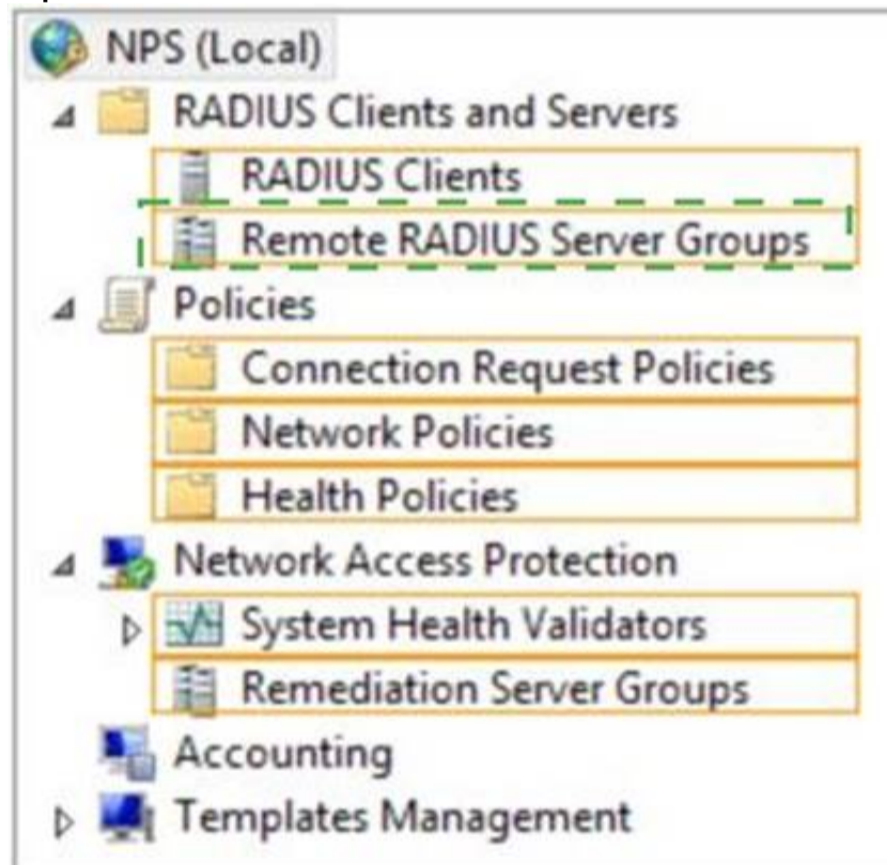 NPS (Local)
RADIUS Clients and Servers
RADIUS Clients
Remote RADIUS Server Groups
Policies
Connection Request Policies
Network Policies
Health Policies
Network Access Protection
System Health Validators
Remediation Server Groups
Accounting
Templates Management